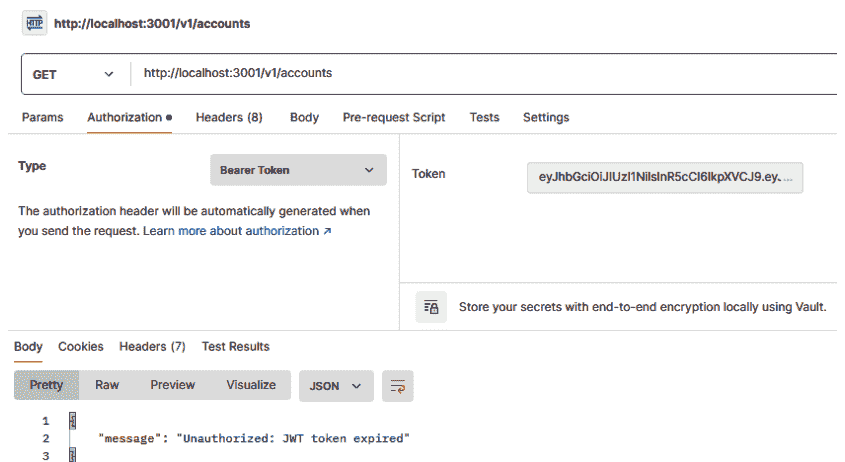 HTTP
http://localhost:3001/v1/accounts
GET
http://localhost:3001/v1/accounts
Params
Authorization
Headers (8)
Body
Pre-request Script
Tests
Settings
Type
Bearer Token
Token
eyJhbGciOiJIUzI1NiIsInR5cCI6IkpXVCJ9.ey. ...
The authorization header will be automatically generated when
you send the request. Learn more about authorization ↗
Store your secrets with end-to-end encryption locally using Vault.
Body
Cookies
Headers (7)
Test Results
Pretty
Raw
Preview
Visualize
JSON
1 {
2 "message": "Unauthorized: JWT token expired"
3 }